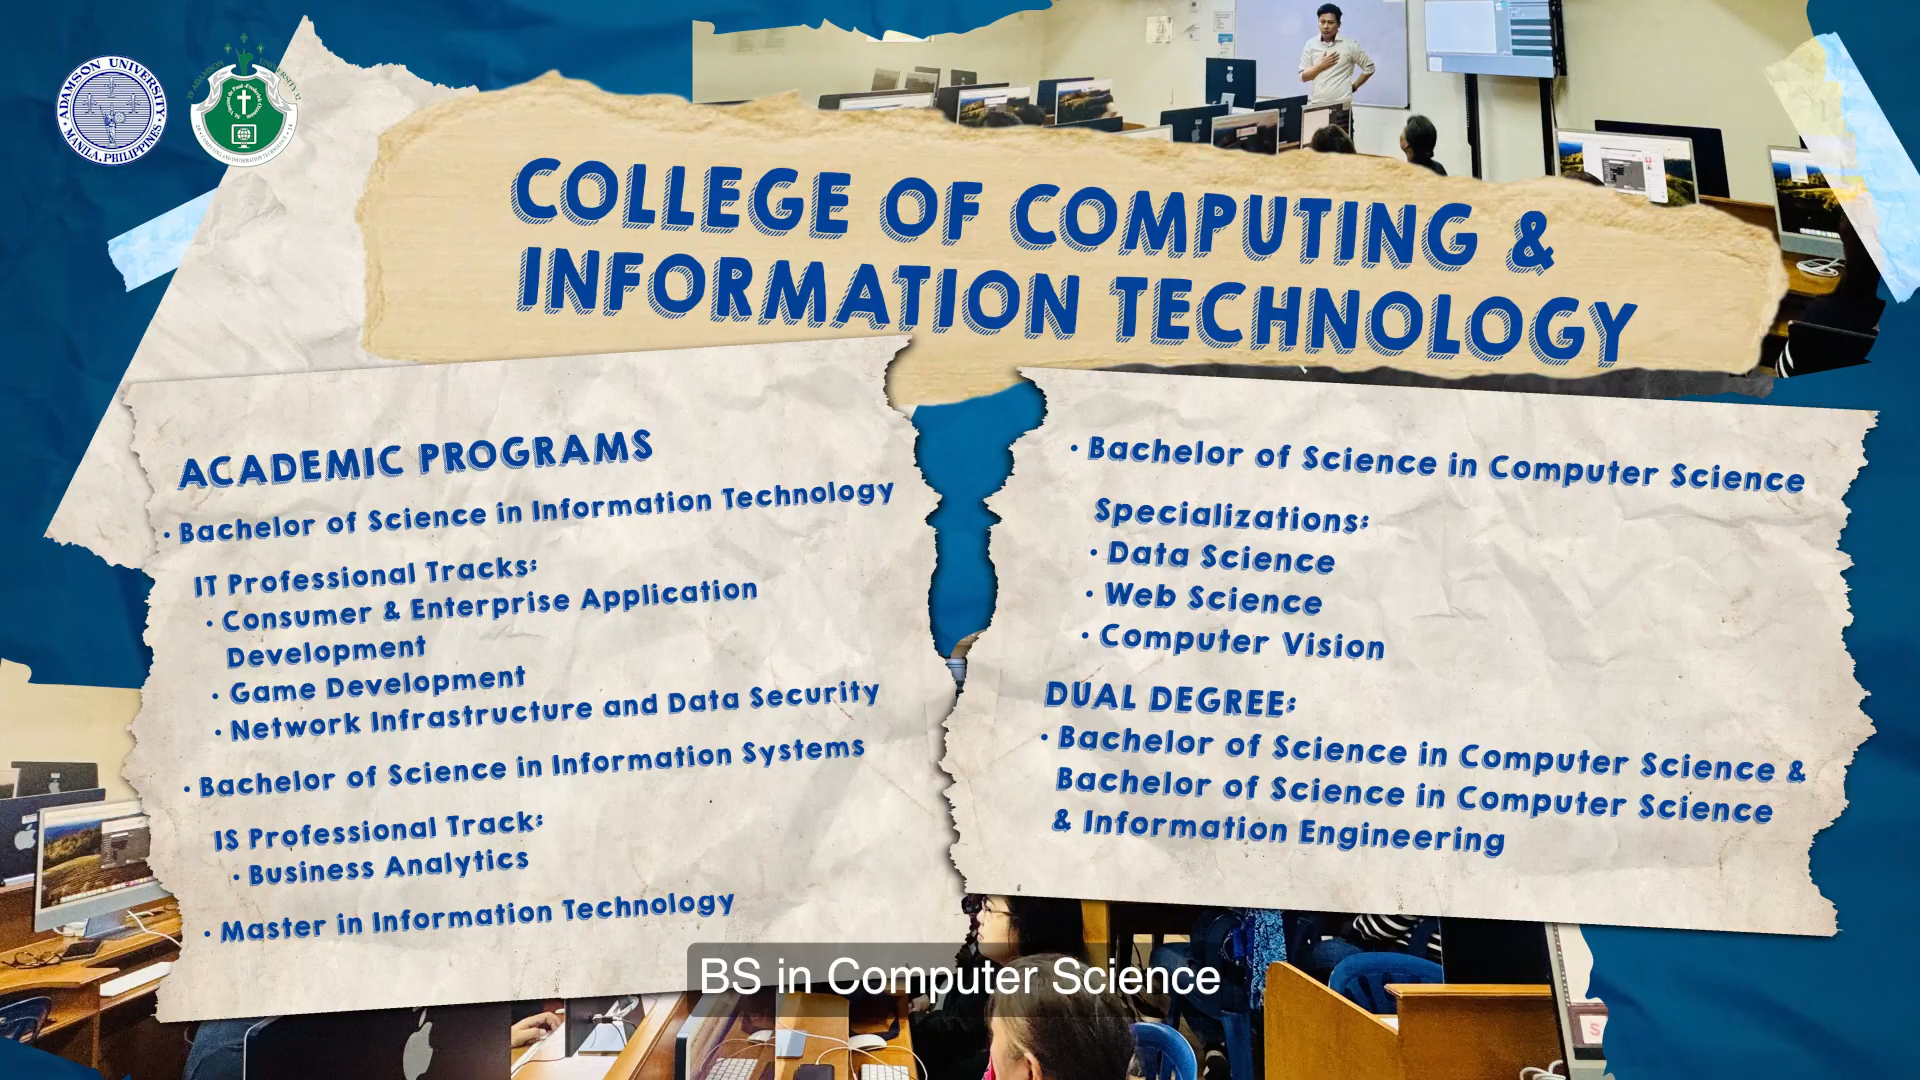 ADAMSON UNIVERSITY
MANILA, PHILIPPINES
COLLEGE OF COMPUTING &
INFORMATION TECHNOLOGY
ACADEMIC PROGRAMS
· Bachelor of Science in Information Technology
IT Professional Tracks:
· Consumer & Enterprise Application
Development
· Game Development
· Network Infrastructure and Data Security
· Bachelor of Science in Information Systems
IS Professional Track:
· Business Analytics
· Master in Information Technology
· Bachelor of Science in Computer Science
Specializations:
· Data Science
· Web Science
· Computer Vision
DUAL DEGREE:
· Bachelor of Science in Computer Science &
Bachelor of Science in Computer Science
& Information Engineering
BS in Computer Science